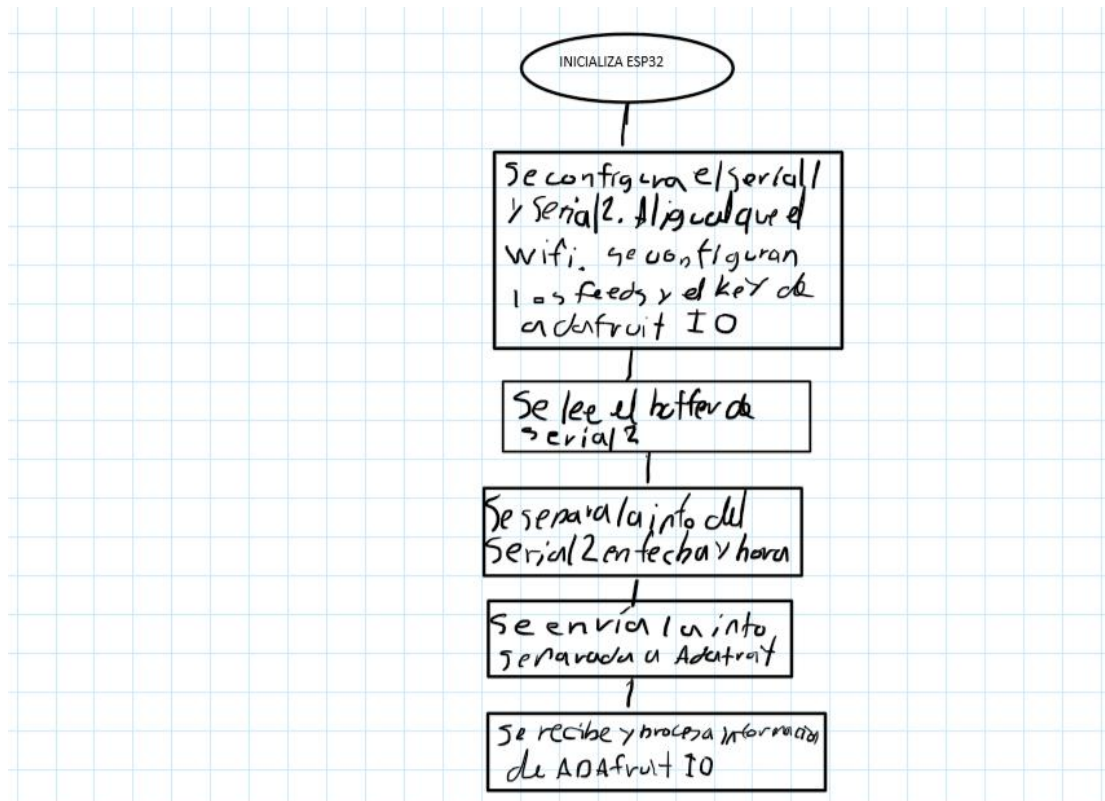 INICIALIZA ESP32
Se configura el serial1
y Serial2. Al igual que el
wifi. se configuran
los feeds y el key de
adafruit IO
Se lee el buffer de
serial 2
Se separa la info del
Serial2 en fecha y hora
Se envía la info
separada a Adafruit
Se recibe y procesa información
de ADAfruit IO